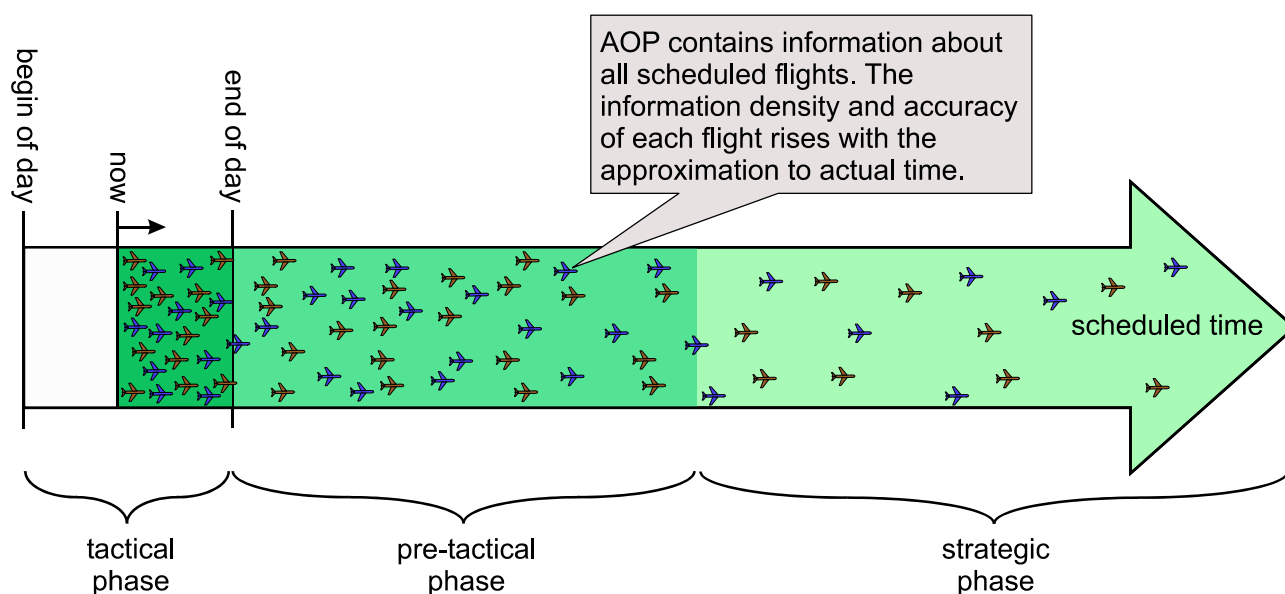 AOP contains information about
all scheduled flights. The
information density and accuracy
of each flight rises with the
approximation to actual time.
begin of day
now
end of day
scheduled time
tactical
phase
pre-tactical
phase
strategic
phase